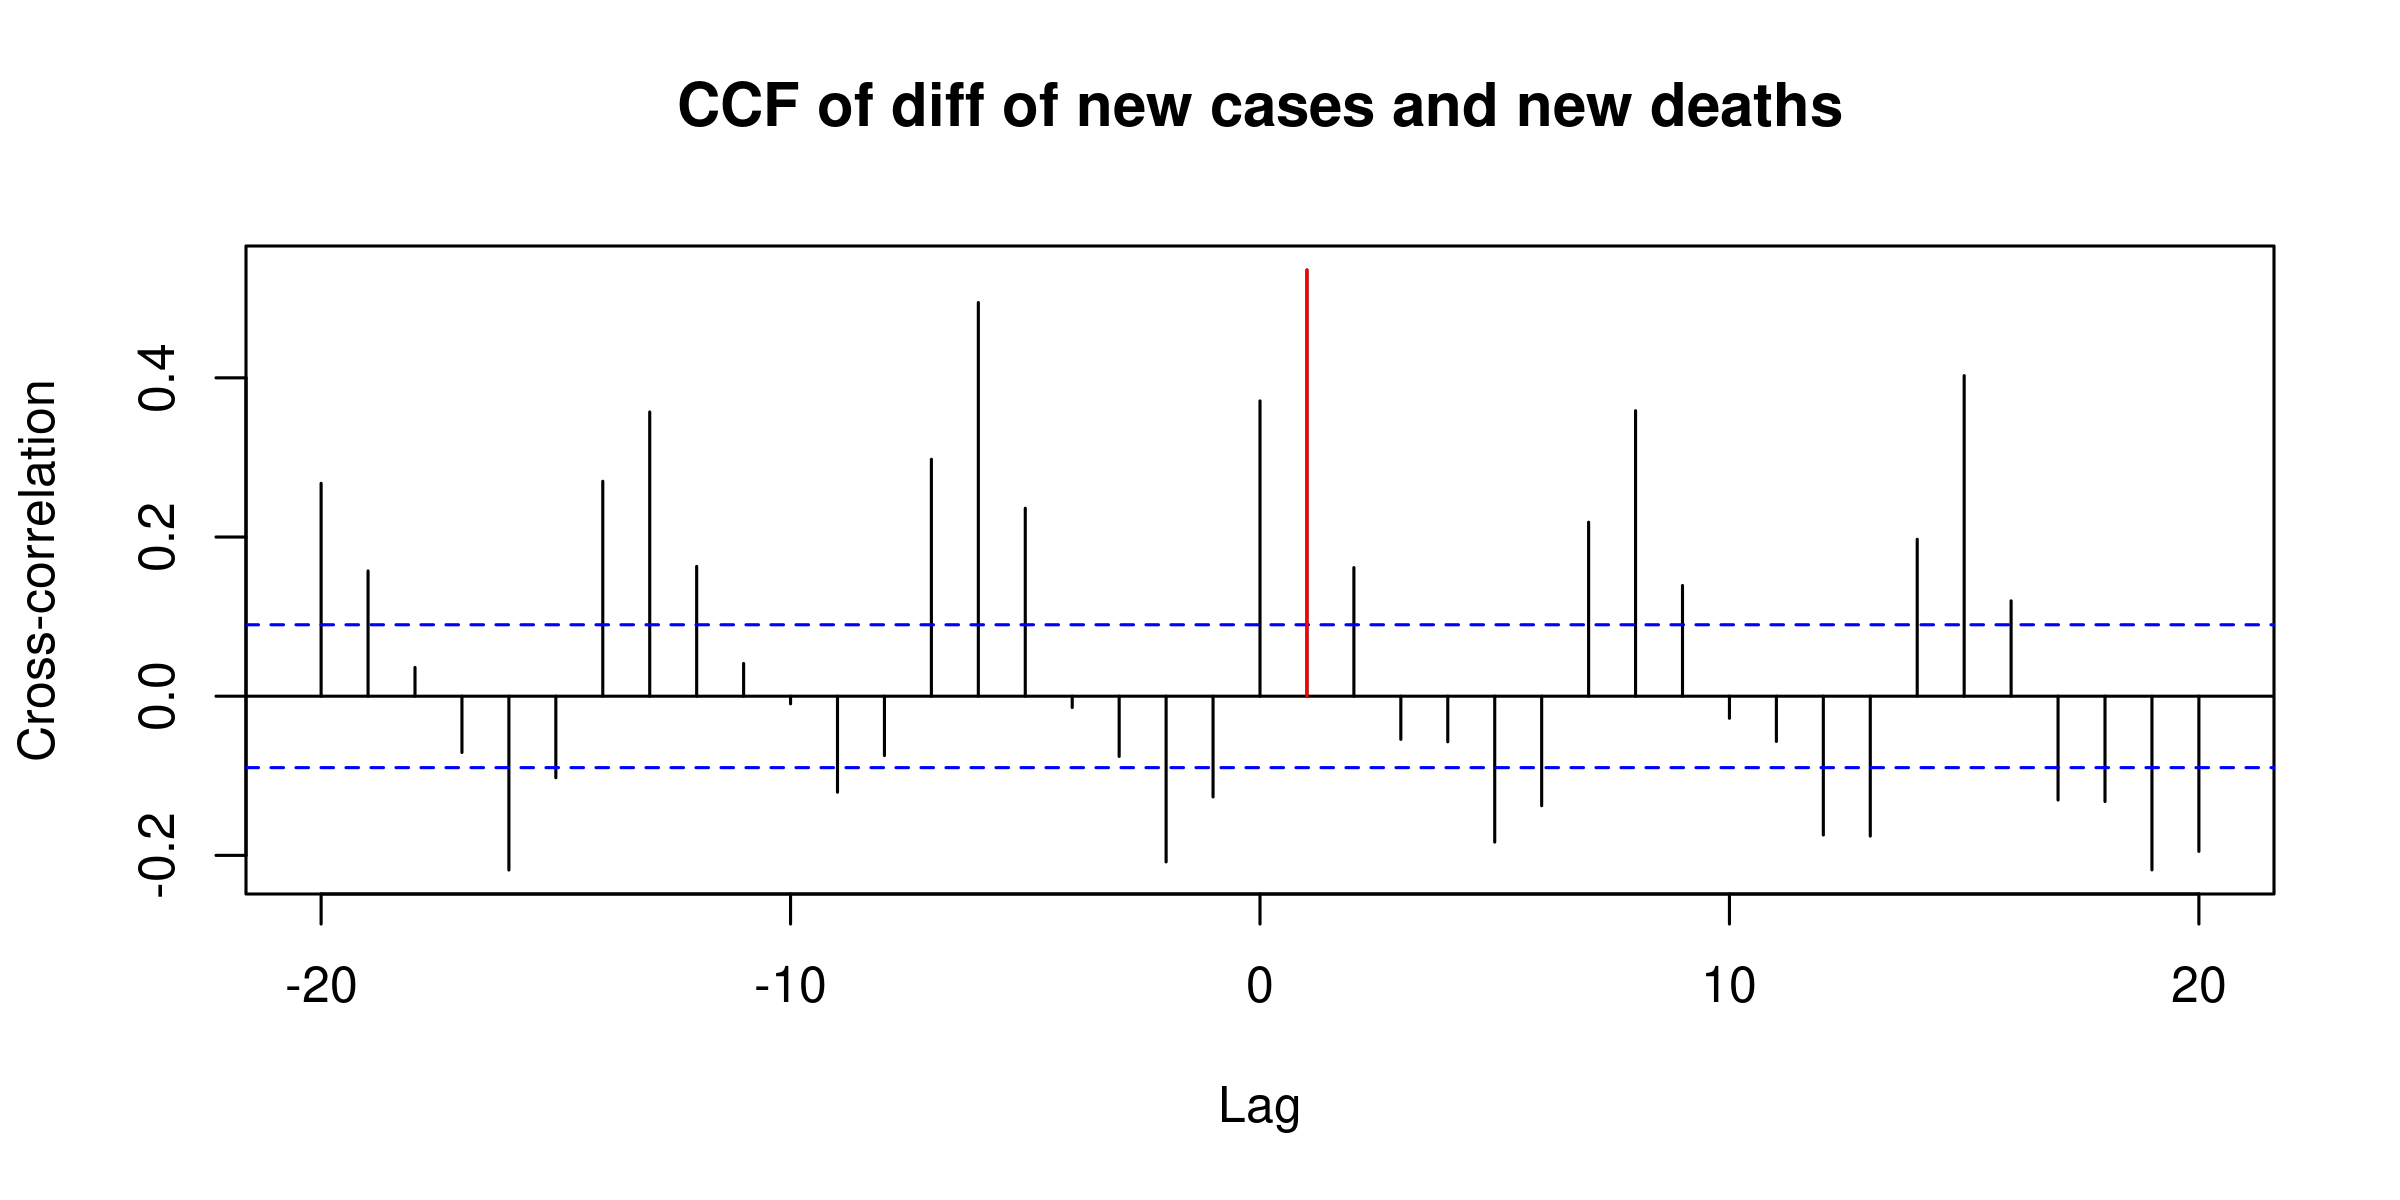 CCF of diff of new cases and new deaths
Cross-correlation
0.4
0.2
0.0
-0.2
-20 -10 0 10 20
Lag